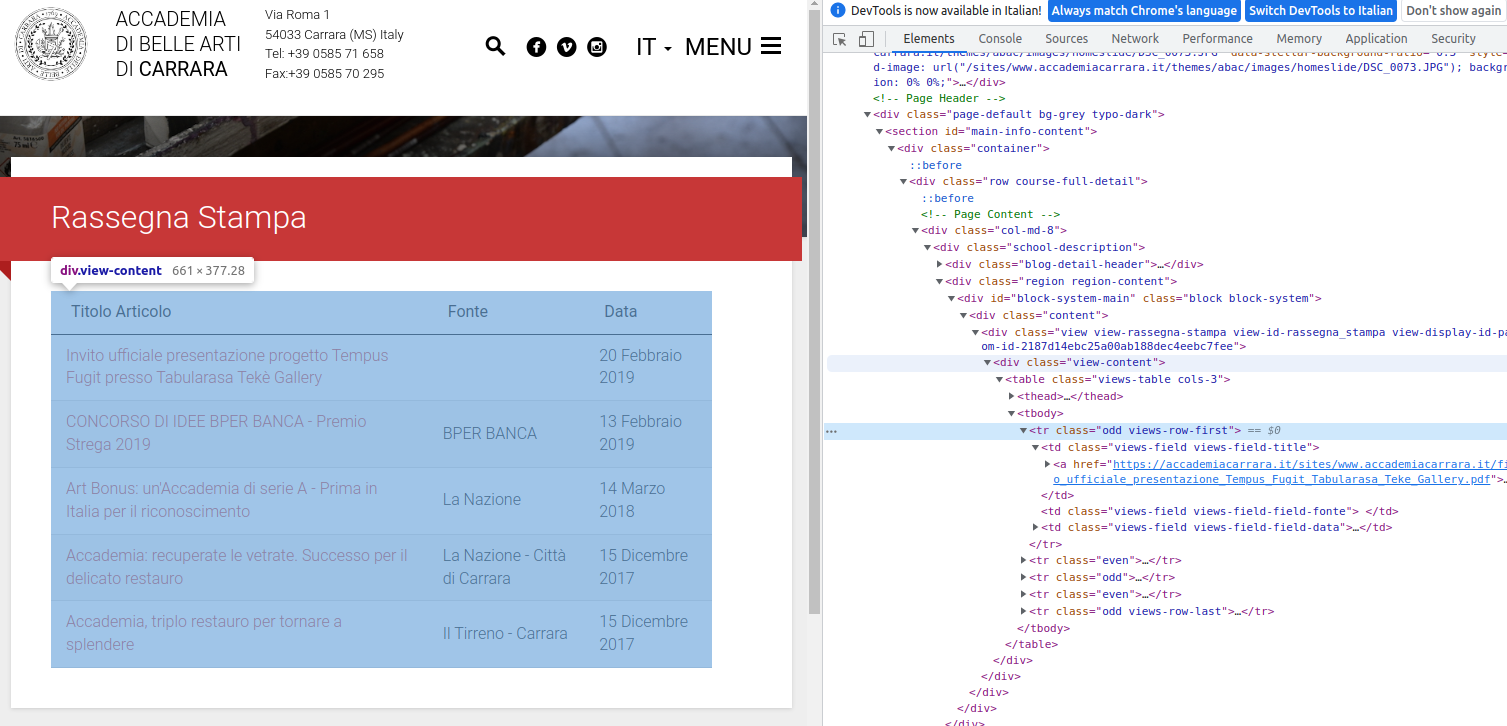 ACCADEMIA
DI BELLE ARTI
DI CARRARA
Via Roma 1
54033 Carrara (MS) Italy
Tel: +39 0585 71 658
Fax:+39 0585 70 295
IT MENU
Rassegna Stampa
div.view-content 661 × 377.28
Titolo Articolo Fonte Data
Invito ufficiale presentazione progetto Tempus
Fugit presso Tabularasa Tekè Gallery
20 Febbraio
2019
CONCORSO DI IDEE BPER BANCA - Premio
Strega 2019
BPER BANCA
13 Febbraio
2019
Art Bonus: un'Accademia di serie A - Prima in
Italia per il riconoscimento
La Nazione
14 Marzo
2018
Accademia: recuperate le vetrate. Successo per il
delicato restauro
La Nazione - Città
di Carrara
15 Dicembre
2017
Accademia, triplo restauro per tornare a
splendere
Il Tirreno - Carrara
15 Dicembre
2017
DevTools is now available in Italian! Always match Chrome's language Switch DevTools to Italian Don't show again
Elements Console Sources Network Performance Memory Application Security
d-image: url("/sites/www.accademiacarrara.it/themes/abac/images/homeslide/DSC_0073.JPG"); backgr
ion: 0% 0%;">…</div>
<!-- Page Header -->
<div class="page-default bg-grey typo-dark">
<section id="main-info-content">
<div class="container">
::before
<div class="row course-full-detail">
::before
<!-- Page Content -->
<div class="col-md-8">
<div class="school-description">
<div class="blog-detail-header">…</div>
<div class="region region-content">
<div id="block-system-main" class="block block-system">
<div class="content">
<div class="view view-rassegna-stampa view-id-rassegna_stampa view-display-id-pa
om-id-2187d14ebc25a00ab188dec4eebc7fee">
<div class="view-content">
<table class="views-table cols-3">
<thead>…</thead>
<tbody>
<tr class="odd views-row-first"> == $0
<td class="views-field views-field-title">
<a href="https://accademiacarrara.it/sites/www.accademiacarrara.it/fi
o_ufficiale_presentazione_Tempus_Fugit_Tabularasa_Teke_Gallery.pdf">…
</td>
<td class="views-field views-field-field-fonte"> </td>
<td class="views-field views-field-field-data">…</td>
</tr>
<tr class="even">…</tr>
<tr class="odd">…</tr>
<tr class="even">…</tr>
<tr class="odd views-row-last">…</tr>
</tbody>
</table>
</div>
</div>
</div>
</div>
</div>